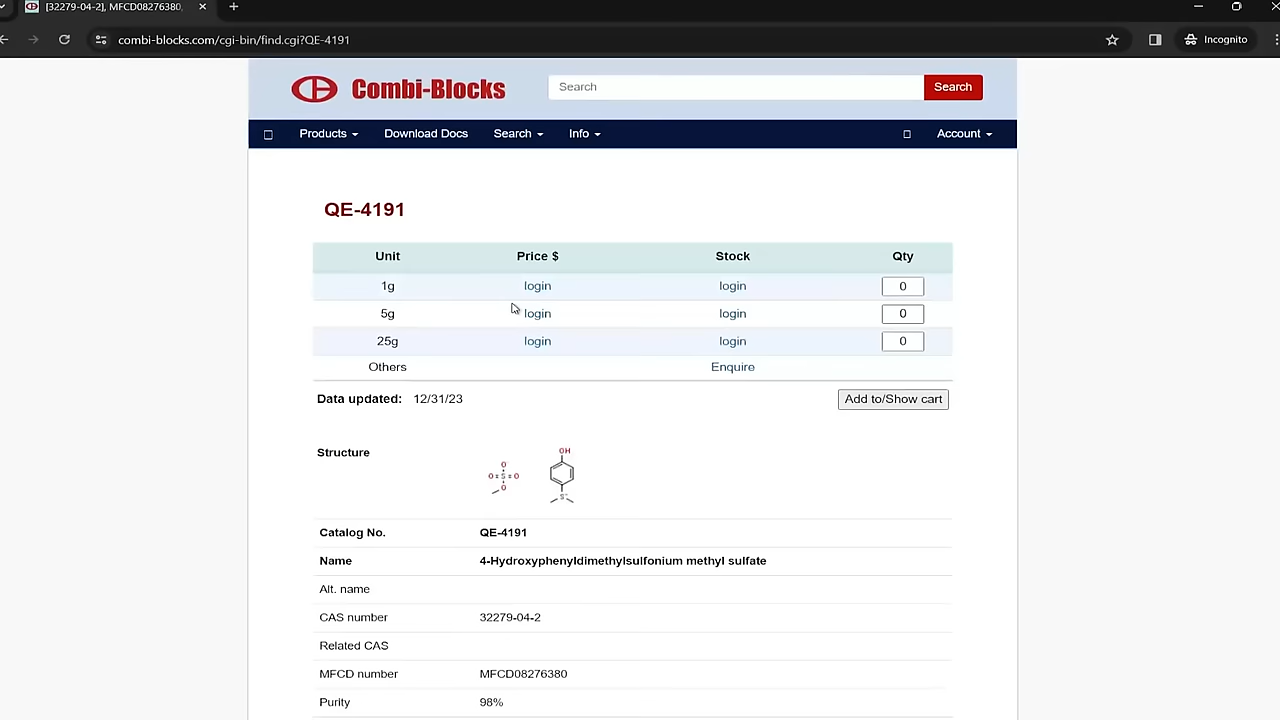 [32279-04-2], MFCD08276380,
combi-blocks.com/cgi-bin/find.cgi?QE-4191
Incognito
Combi-Blocks
Search
Search
Products
Download Docs
Search
Info
Account
QE-4191
Unit Price $ Stock Qty
1g login login 0
5g login login 0
25g login login 0
Others Enquire
Data updated: 12/31/23
Add to/Show cart
Structure
O
O=S=O
O
OH
S+
Catalog No. QE-4191
Name 4-Hydroxyphenyldimethylsulfonium methyl sulfate
Alt. name
CAS number 32279-04-2
Related CAS
MFCD number MFCD08276380
Purity 98%